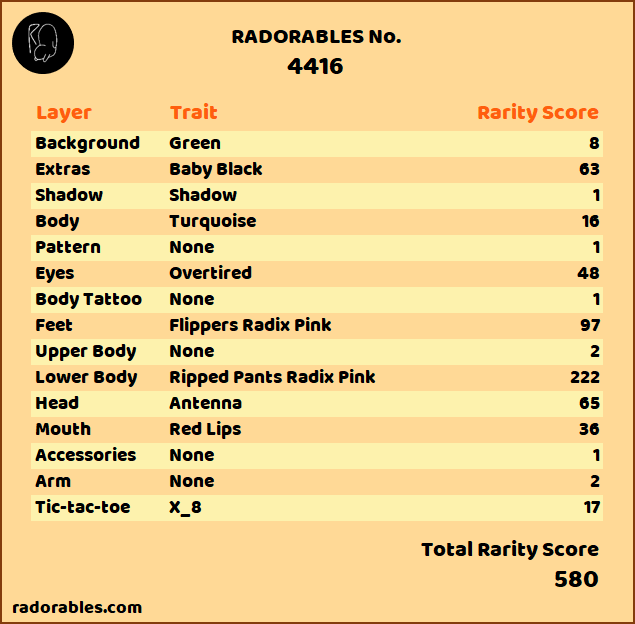 RADORABLES No.
4416
Layer Trait Rarity Score
Background Green 8
Extras Baby Black 63
Shadow Shadow 1
Body Turquoise 16
Pattern None 1
Eyes Overtired 48
Body Tattoo None 1
Feet Flippers Radix Pink 97
Upper Body None 2
Lower Body Ripped Pants Radix Pink 222
Head Antenna 65
Mouth Red Lips 36
Accessories None 1
Arm None 2
Tic-tac-toe X_8 17
Total Rarity Score
580
radorables.com